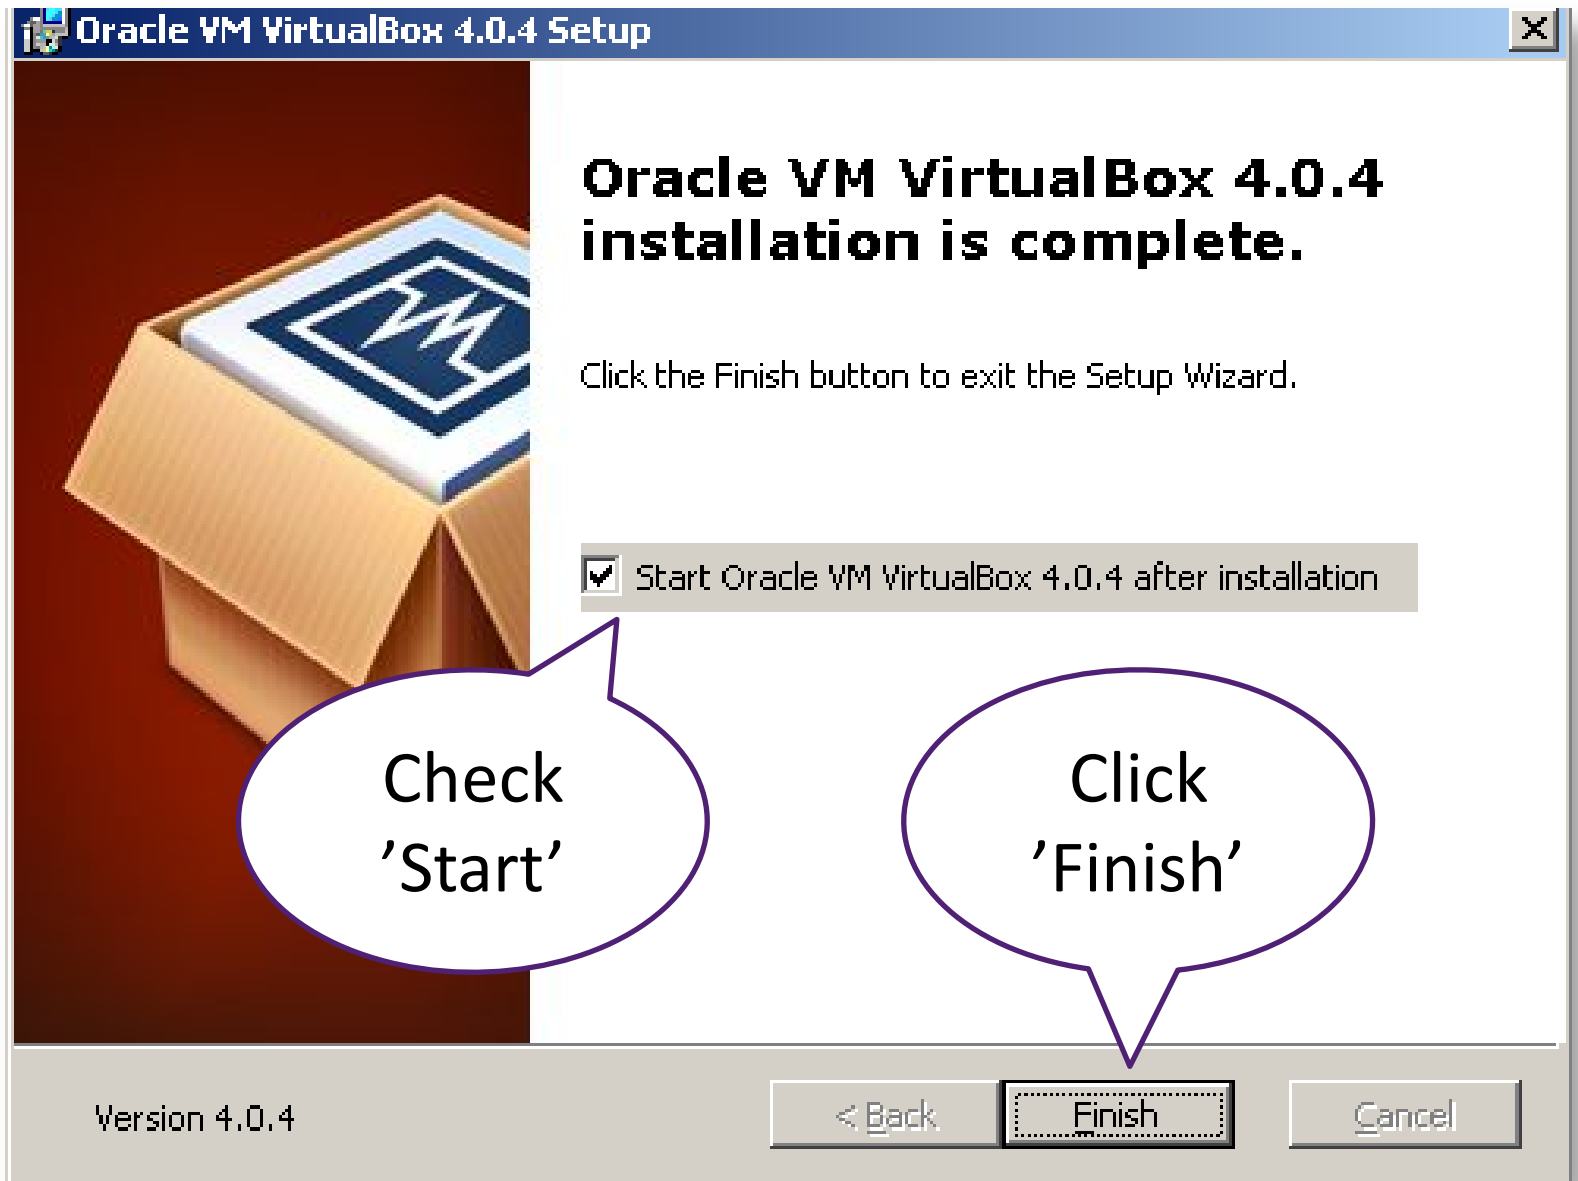 Oracle VM VirtualBox 4.0.4 Setup
Oracle VM VirtualBox 4.0.4
installation is complete.
Click the Finish button to exit the Setup Wizard.
Start Oracle VM VirtualBox 4.0.4 after installation
Check
’Start’
Click
’Finish’
Version 4.0.4
< Back
Finish
Cancel